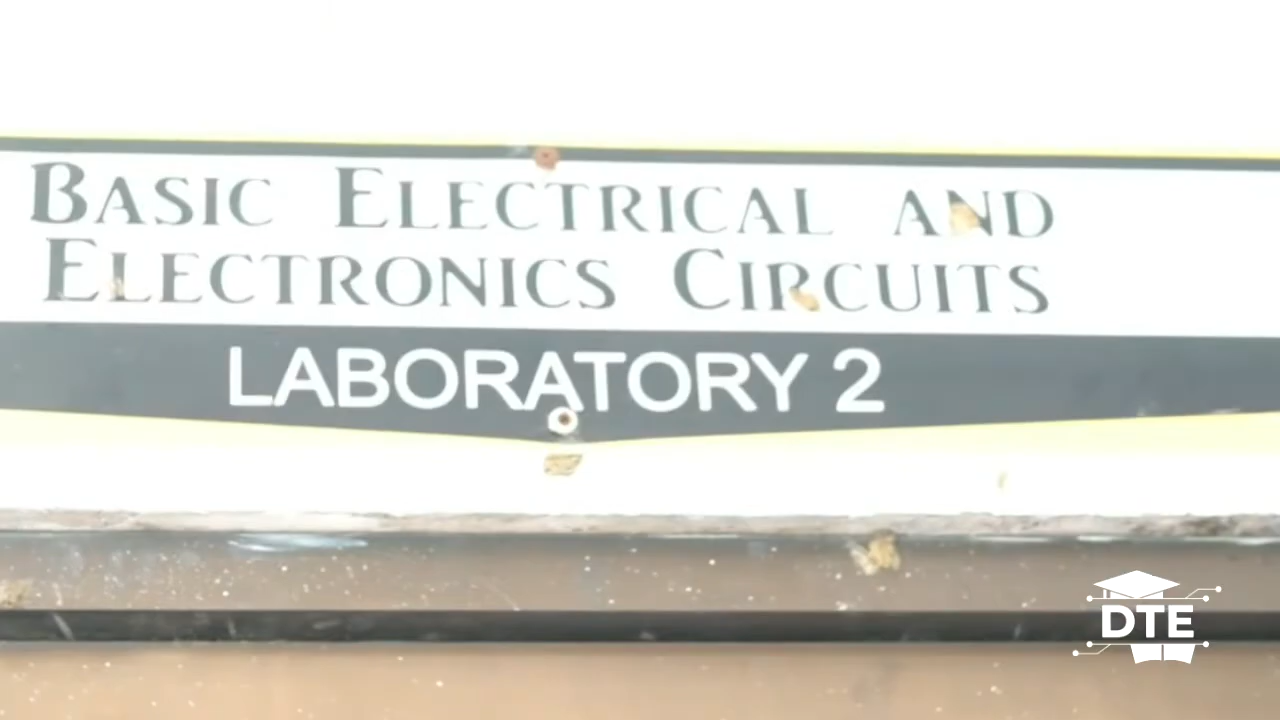 BASIC ELECTRICAL AND
ELECTRONICS CIRCUITS
LABORATORY 2
DTE